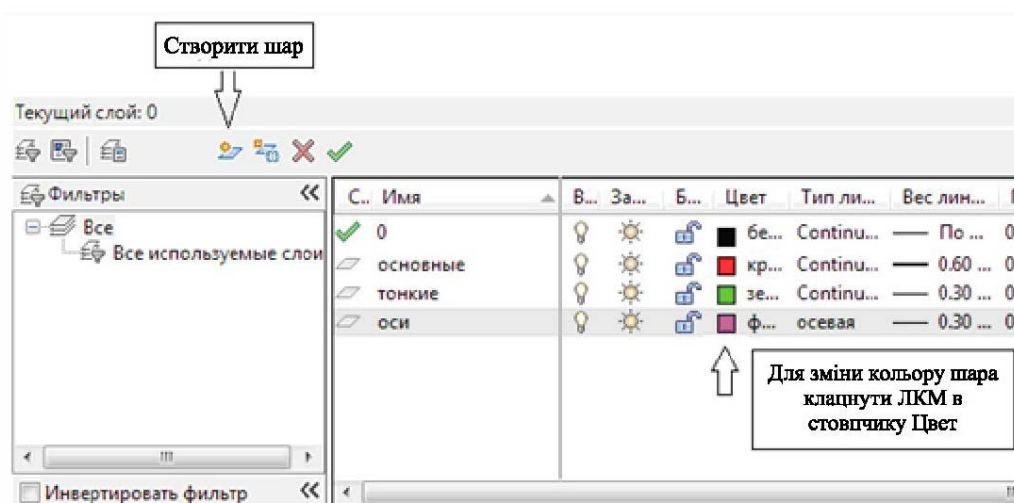 Створити шар
Текущий слой: 0
Фильтры
Все
Все используемые слои
Инвертировать фильтр
С.. Имя В... За... Б... Цвет Тип ли... Вес лин...
0 бе... Continu... По ... 0
основные кр... Continu... 0.60 ... 0
тонкие зе... Continu... 0.30 ... 0
оси ф... осевая 0.30 ... 0
Для зміни кольору шара
клацнути ЛКМ в
стовпчику Цвет